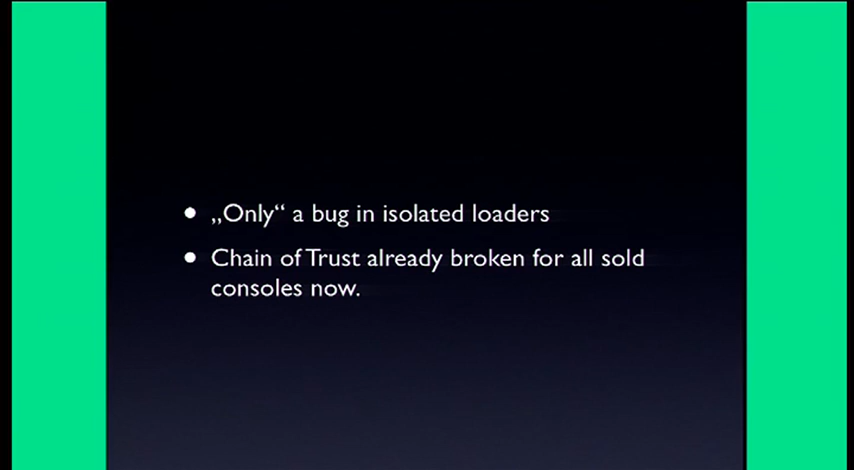 „Only“ a bug in isolated loaders
Chain of Trust already broken for all sold
consoles now.